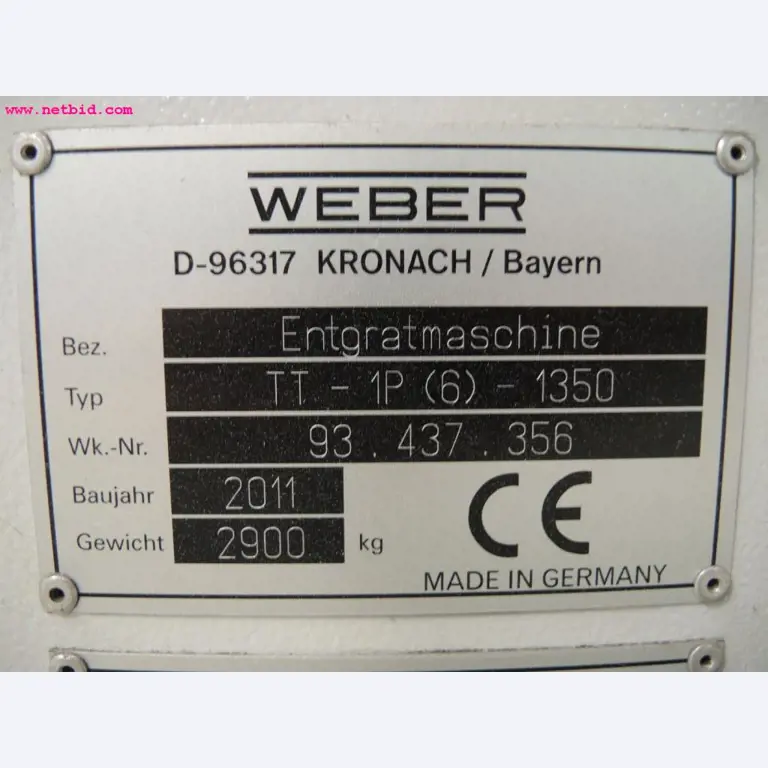 www.netbid.com
WEBER
D-96317 KRONACH / Bayern
Bez. Entgratmaschine
Typ TT - 1P (6) - 1350
Wk.-Nr. 93 . 437 . 356
Baujahr 2011
Gewicht 2900 kg
CE
MADE IN GERMANY